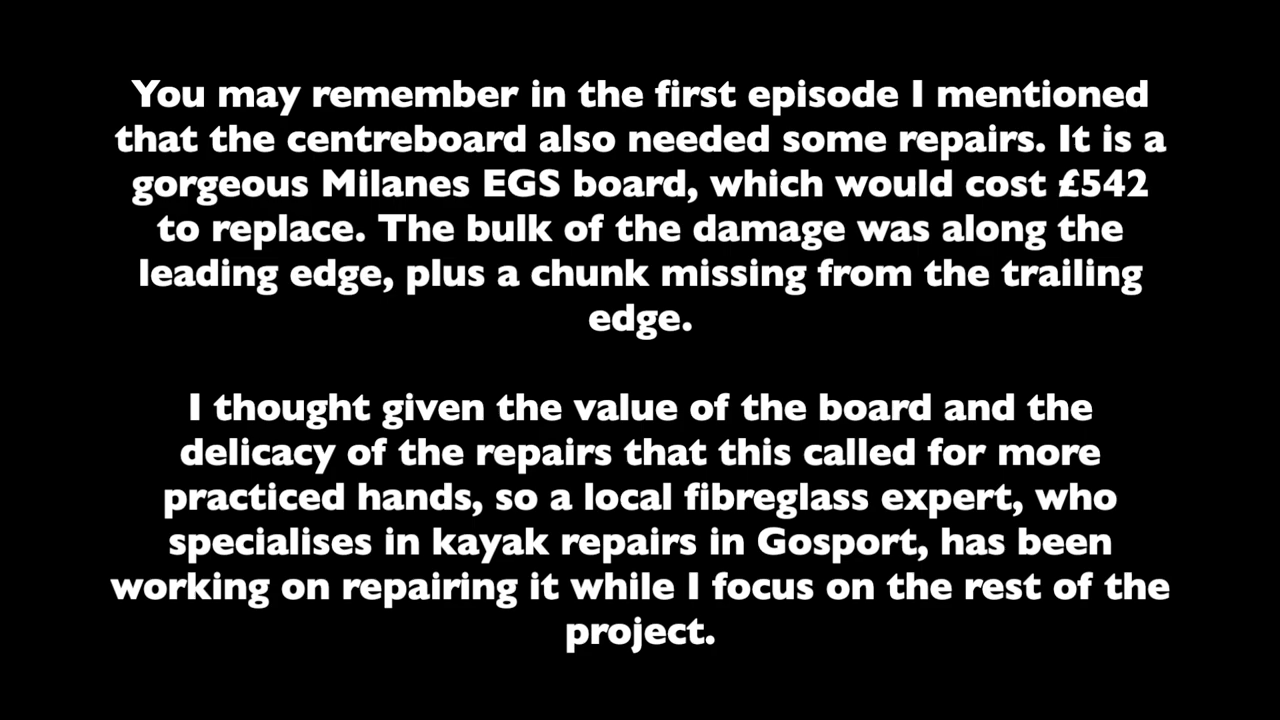 You may remember in the first episode I mentioned
that the centreboard also needed some repairs. It is a
gorgeous Milanes EGS board, which would cost £542
to replace. The bulk of the damage was along the
leading edge, plus a chunk missing from the trailing
edge.
I thought given the value of the board and the
delicacy of the repairs that this called for more
practiced hands, so a local fibreglass expert, who
specialises in kayak repairs in Gosport, has been
working on repairing it while I focus on the rest of the
project.